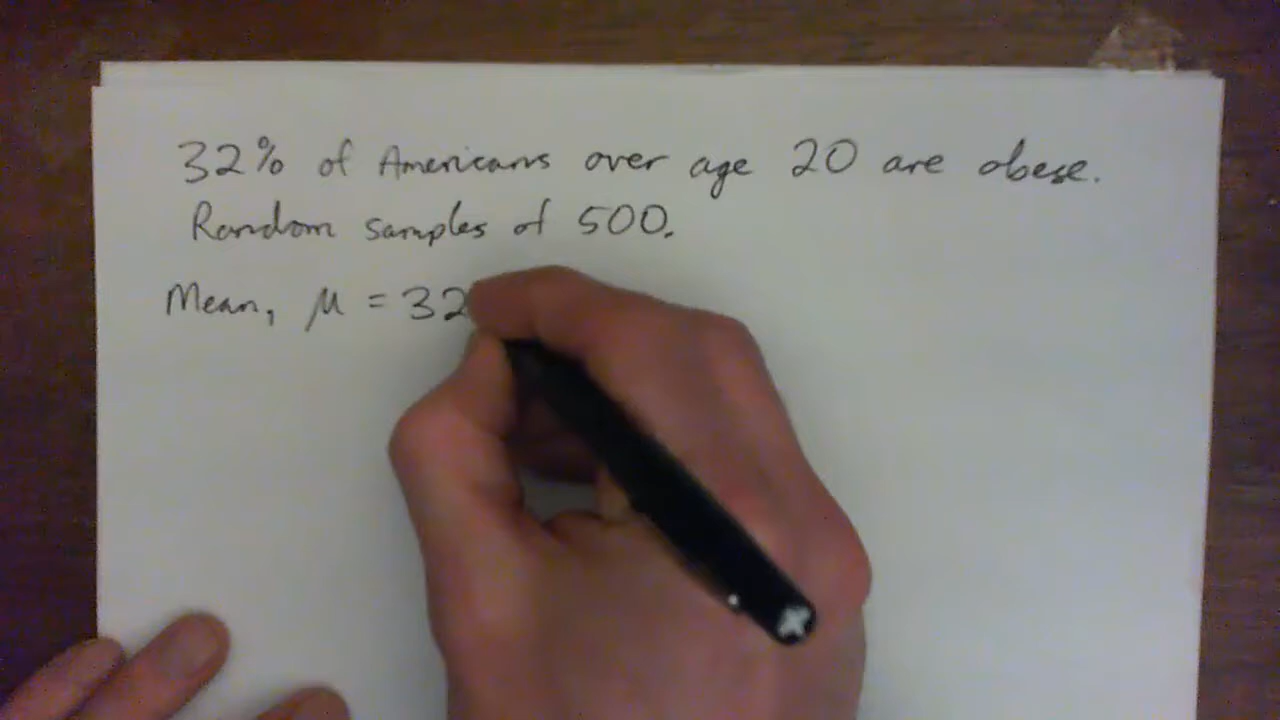 32% of Americans over age 20 are obese.
Random samples of 500.
Mean, μ = 32